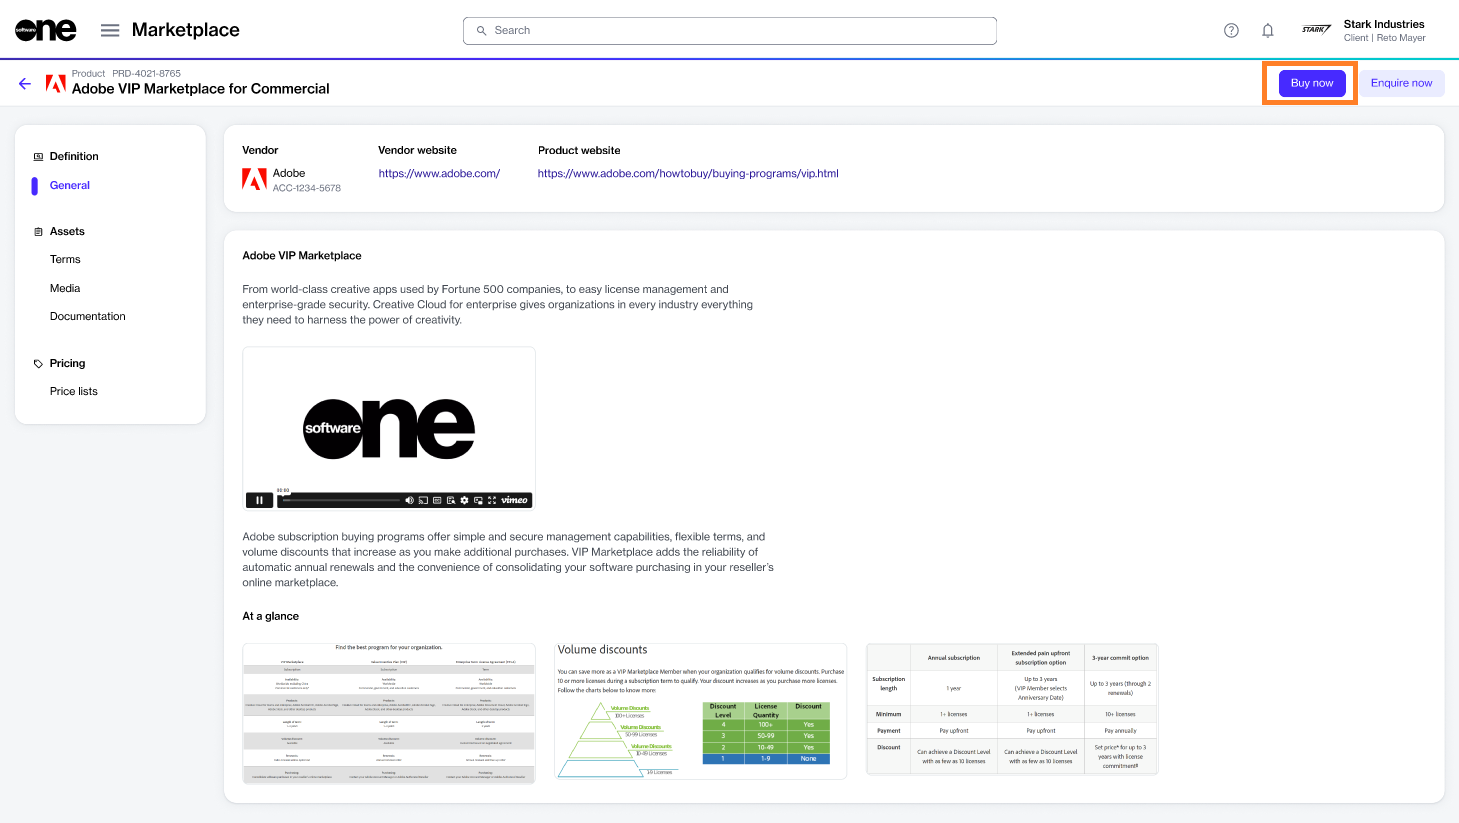 software one
Marketplace
Search
STARK
Stark Industries
Client | Reto Mayer
Product PRD-4021-8765
Adobe VIP Marketplace for Commercial
Buy now
Enquire now
Definition
General
Assets
Terms
Media
Documentation
Pricing
Price lists
Vendor
Adobe
ACC-1234-5678
Vendor website
https://www.adobe.com/
Product website
https://www.adobe.com/howtobuy/buying-programs/vip.html
Adobe VIP Marketplace
From world-class creative apps used by Fortune 500 companies, to easy license management and
enterprise-grade security. Creative Cloud for enterprise gives organizations in every industry everything
they need to harness the power of creativity.
software one
00:00
vimeo
Adobe subscription buying programs offer simple and secure management capabilities, flexible terms, and
volume discounts that increase as you make additional purchases. VIP Marketplace adds the reliability of
automatic annual renewals and the convenience of consolidating your software purchasing in your reseller's
online marketplace.
At a glance
Find the best program for your organization.
VIP Marketplace
Subscription
Length of term
Purchasing
Volume discounts
You can save more as a VIP Marketplace Member when your organization qualifies for volume discounts. Purchase
10 or more licenses during a subscription term to qualify. Your discount increases as you purchase more licenses.
Follow the charts below to know more:
Volume Discounts
100+ Licenses
Volume Discounts
50-99 Licenses
Volume Discounts
10-49 Licenses
1-9 Licenses
Discount Level License Quantity Discount
4 100+ Yes
3 50-99 Yes
2 10-49 Yes
1 1-9 None
Annual subscription
Extended pain upfront
subscription option
3-year commit option
Subscription
length
1 year
Up to 3 years
(VIP Member selects
Anniversary Date)
Up to 3 years (through 2
renewals)
Minimum 1+ licenses 1+ licenses 10+ licenses
Payment Pay upfront Pay upfront Pay annually
Discount
Can achieve a Discount Level
with as few as 10 licenses
Can achieve a Discount Level
with as few as 10 licenses
Set price* for up to 3
years with license
commitment